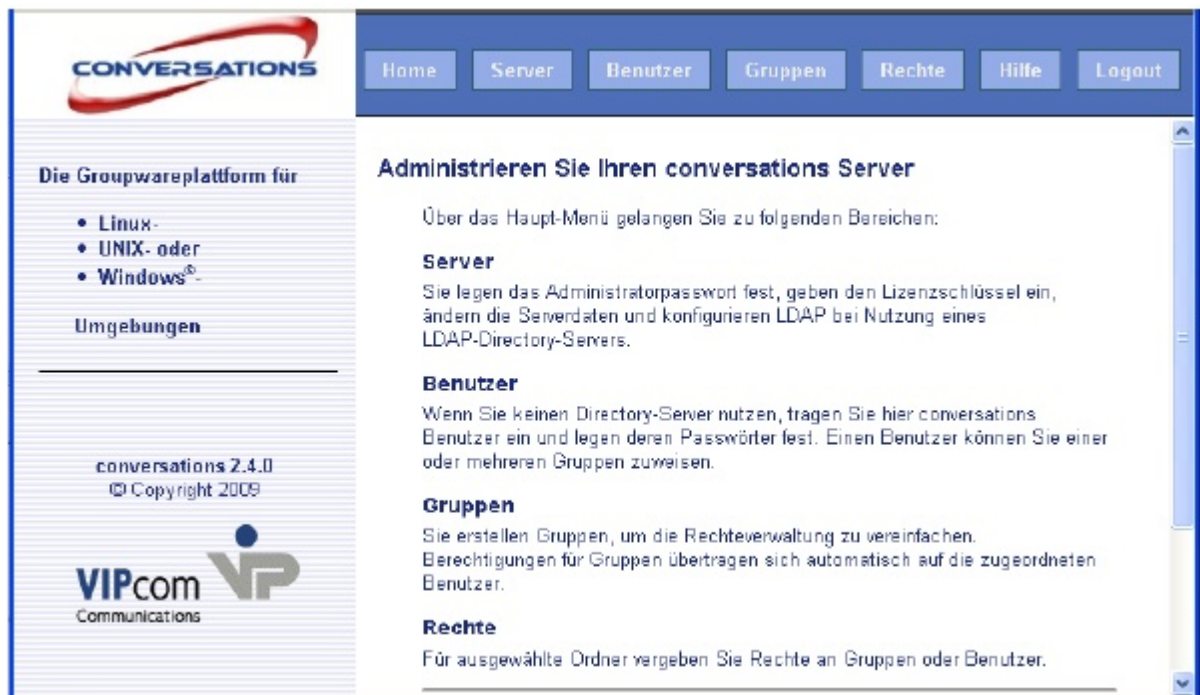 CONVERSATIONS
Home Server Benutzer Gruppen Rechte Hilfe Logout
Die Groupwareplattform für
• Linux-
• UNIX- oder
• Windows®-
Umgebungen
conversations 2.4.0
© Copyright 2009
VIP
VIPcom
Communications
Administrieren Sie Ihren conversations Server
Über das Haupt-Menü gelangen Sie zu folgenden Bereichen:
Server
Sie legen das Administratorpasswort fest, geben den Lizenzschlüssel ein,
ändern die Serverdaten und konfigurieren LDAP bei Nutzung eines
LDAP-Directory-Servers.
Benutzer
Wenn Sie keinen Directory-Server nutzen, tragen Sie hier conversations
Benutzer ein und legen deren Passwörter fest. Einen Benutzer können Sie einer
oder mehreren Gruppen zuweisen.
Gruppen
Sie erstellen Gruppen, um die Rechteverwaltung zu vereinfachen.
Berechtigungen für Gruppen übertragen sich automatisch auf die zugeordneten
Benutzer.
Rechte
Für ausgewählte Ordner vergeben Sie Rechte an Gruppen oder Benutzer.